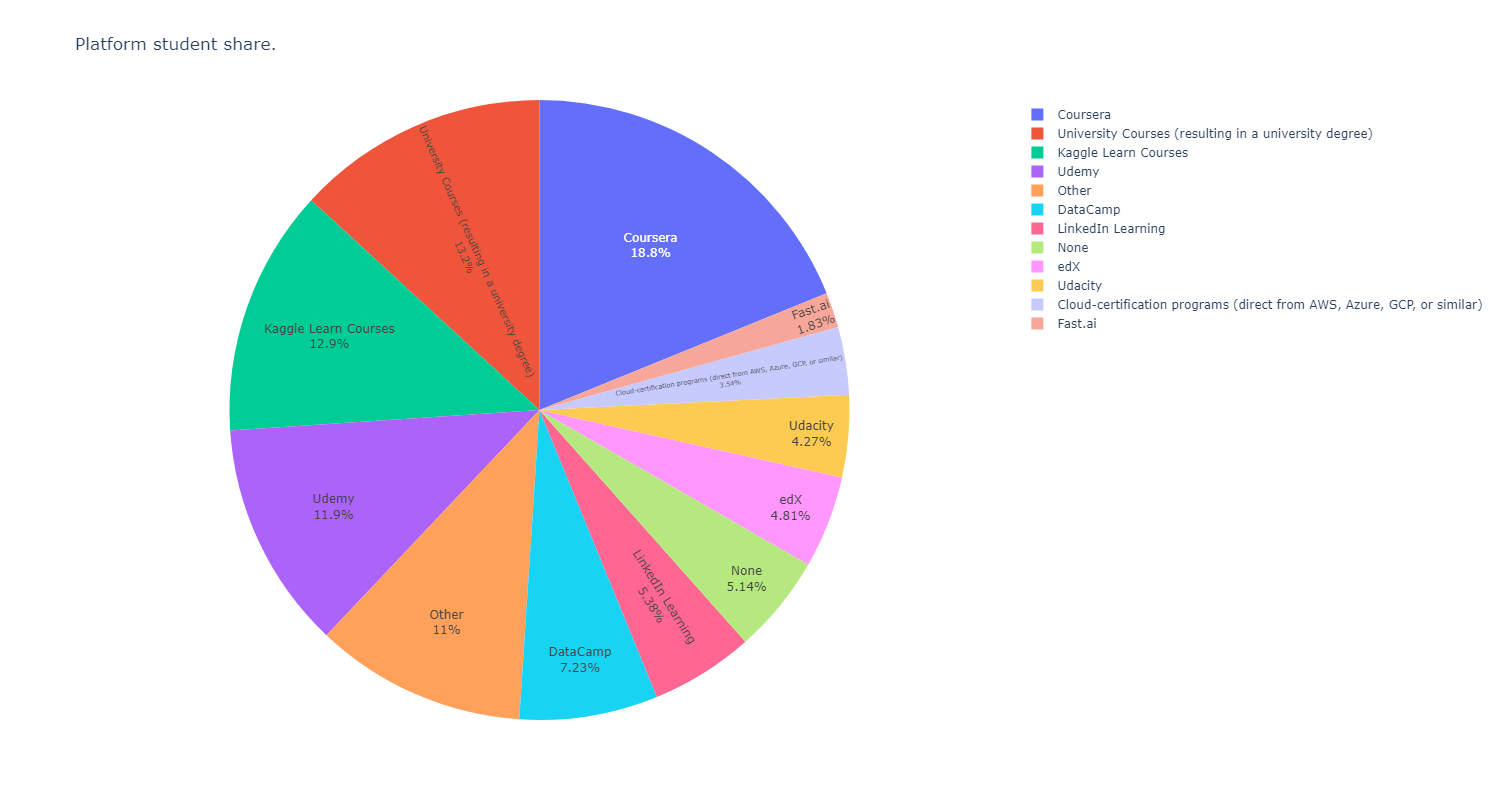 Platform student share.
Coursera
18.8%
University Courses (resulting in a university degree)
13.2%
Kaggle Learn Courses
12.9%
Udemy
11.9%
Other
11%
DataCamp
7.23%
LinkedIn Learning
5.38%
None
5.14%
edX
4.81%
Udacity
4.27%
Cloud-certification programs (direct from AWS, Azure, GCP, or similar)
3.54%
Fast.ai
1.83%
Coursera
University Courses (resulting in a university degree)
Kaggle Learn Courses
Udemy
Other
DataCamp
LinkedIn Learning
None
edX
Udacity
Cloud-certification programs (direct from AWS, Azure, GCP, or similar)
Fast.ai